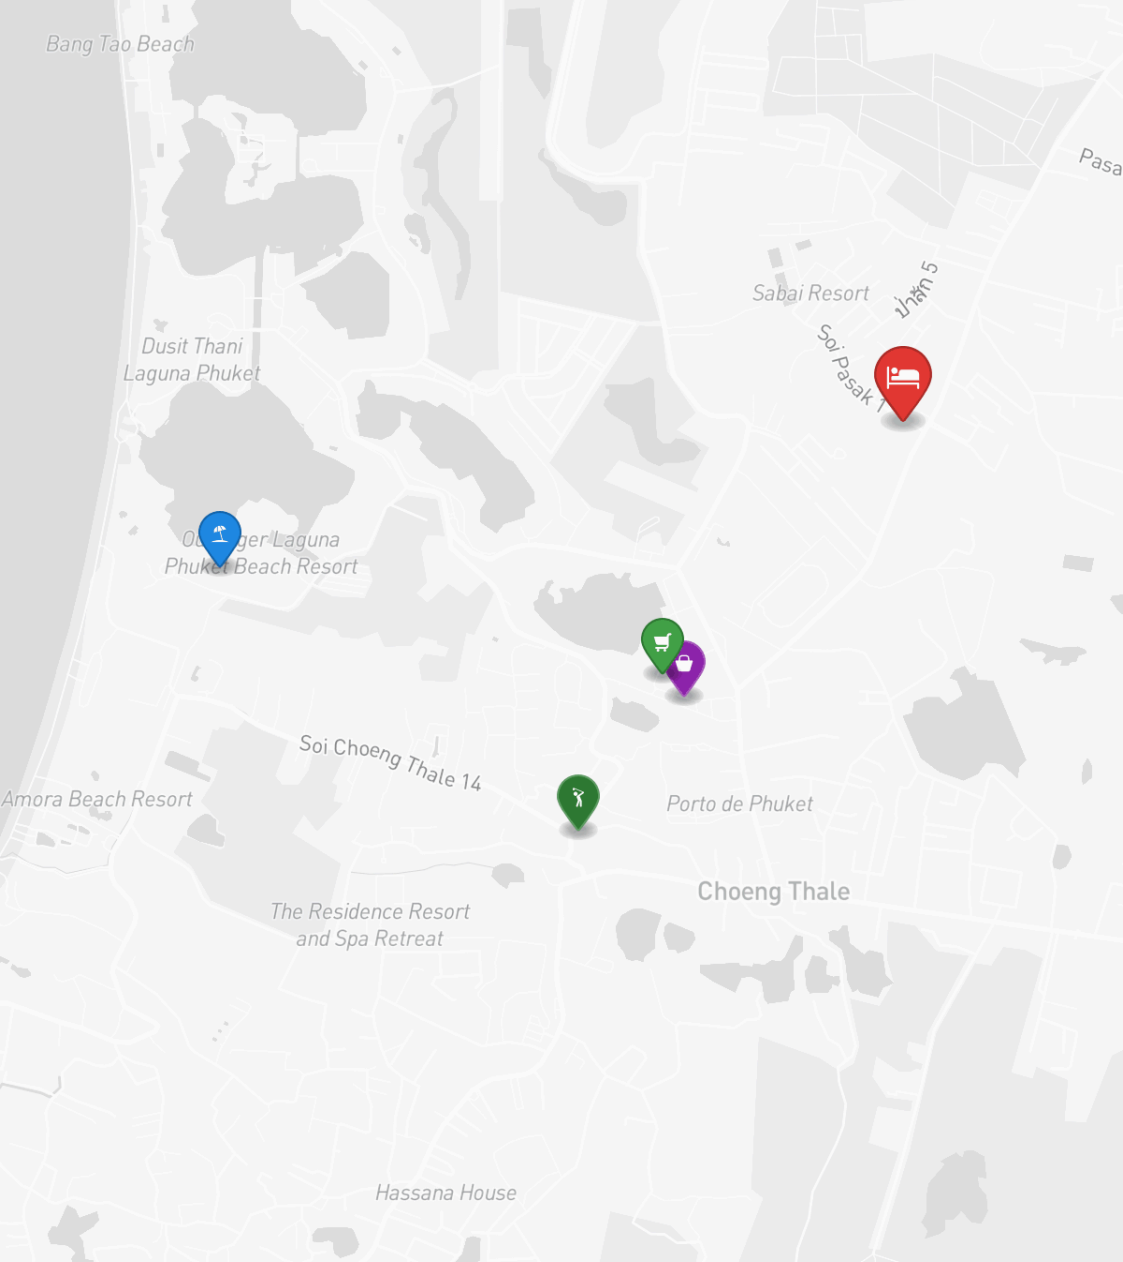 Bang Tao Beach
Pasa
ป่าสัก 5
Sabai Resort
Soi Pasak 1
Dusit Thani
Laguna Phuket
ger Laguna
Phuket Beach Resort
Soi Choeng Thale 14
Amora Beach Resort
Porto de Phuket
Choeng Thale
The Residence Resort
and Spa Retreat
Hassana House